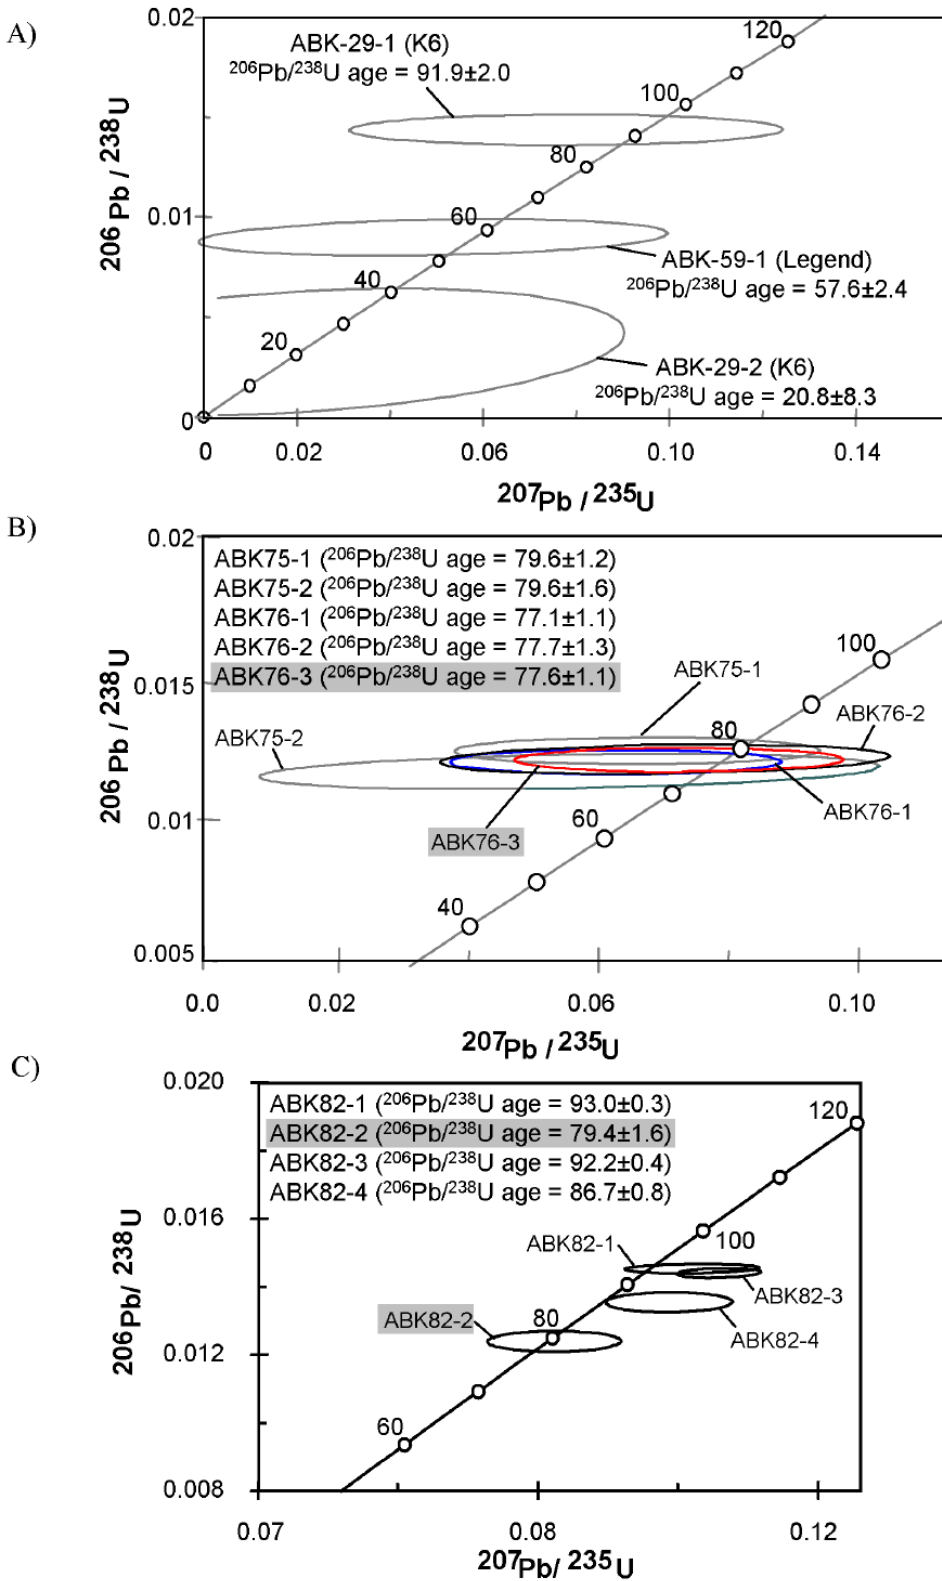 A)
0.02
120
ABK-29-1 (K6)
206Pb/238U age = 91.9±2.0
100
80
206Pb / 238U
0.01
60
ABK-59-1 (Legend)
206Pb/238U age = 57.6±2.4
40
20
ABK-29-2 (K6)
206Pb/238U age = 20.8±8.3
0
0 0.02 0.06 0.10 0.14
207Pb / 235U
B)
0.02
ABK75-1 (206Pb/238U age = 79.6±1.2)
ABK75-2 (206Pb/238U age = 79.6±1.6)
ABK76-1 (206Pb/238U age = 77.1±1.1)
ABK76-2 (206Pb/238U age = 77.7±1.3)
ABK76-3 (206Pb/238U age = 77.6±1.1)
100
ABK75-1
0.015
206Pb / 238U
80
ABK76-2
ABK75-2
ABK76-1
0.01
60
ABK76-3
40
0.005
0.0 0.02 0.06 0.10
207Pb / 235U
C)
0.020
ABK82-1 (206Pb/238U age = 93.0±0.3)
ABK82-2 (206Pb/238U age = 79.4±1.6)
ABK82-3 (206Pb/238U age = 92.2±0.4)
ABK82-4 (206Pb/238U age = 86.7±0.8)
120
0.016
206Pb/ 238U
100
ABK82-1
ABK82-3
80
ABK82-2
ABK82-4
0.012
60
0.008
0.07 0.08 0.12
207Pb/ 235U